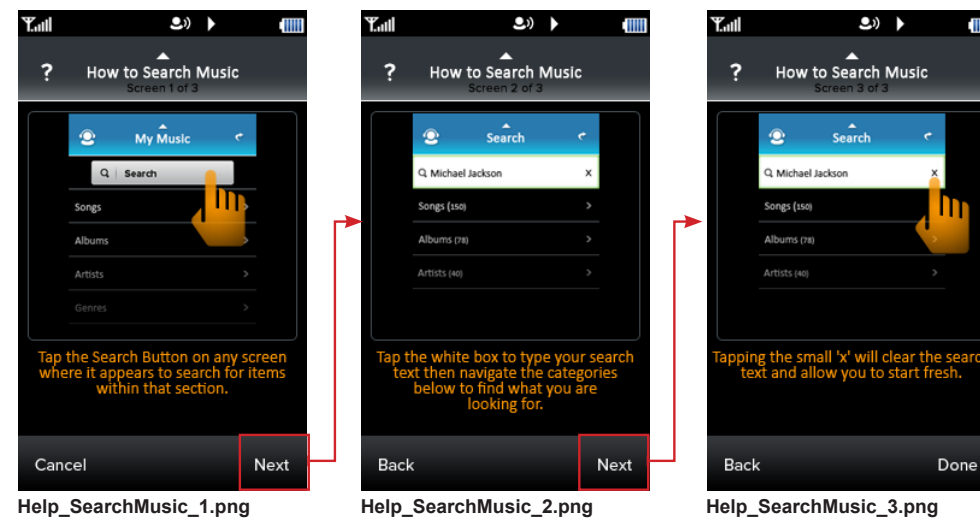 ?
How to Search Music
Screen 1 of 3
My Music
Search
Songs
Albums
Artists
Genres
Tap the Search Button on any screen
where it appears to search for items
within that section.
Cancel
Next
Help_SearchMusic_1.png
?
How to Search Music
Screen 2 of 3
Search
Michael Jackson
x
Songs (150)
Albums (78)
Artists (40)
Tap the white box to type your search
text then navigate the categories
below to find what you are
looking for.
Back
Next
Help_SearchMusic_2.png
?
How to Search Music
Screen 3 of 3
Search
Michael Jackson
x
Songs (150)
Albums (78)
Artists (40)
Tapping the small 'x' will clear the searc
text and allow you to start fresh.
Back
Done
Help_SearchMusic_3.png